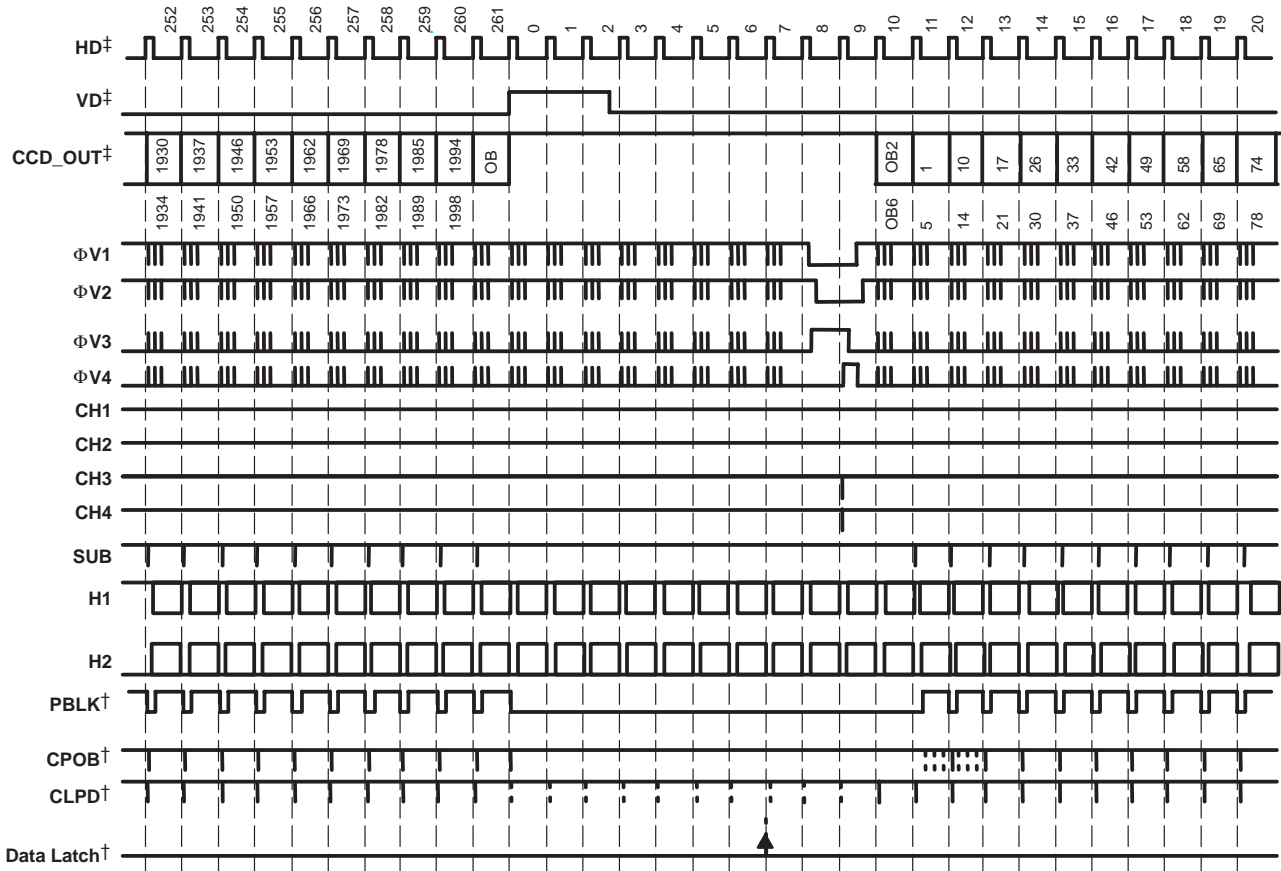 252 253 254 255 256 257 258 259 260 261 0 1 2 3 4 5 6 7 8 9 10 11 12 13 14 15 16 17 18 19 20
HD‡
VD‡
CCD_OUT‡ 1930 1937 1946 1953 1962 1969 1978 1985 1994 OB OB2 1 10 17 26 33 42 49 58 65 74
1934 1941 1950 1957 1966 1973 1982 1989 1998 OB6 5 14 21 30 37 46 53 62 69 78
ΦV1
ΦV2
ΦV3
ΦV4
CH1
CH2
CH3
CH4
SUB
H1
H2
PBLK†
CPOB†
CLPD†
Data Latch†